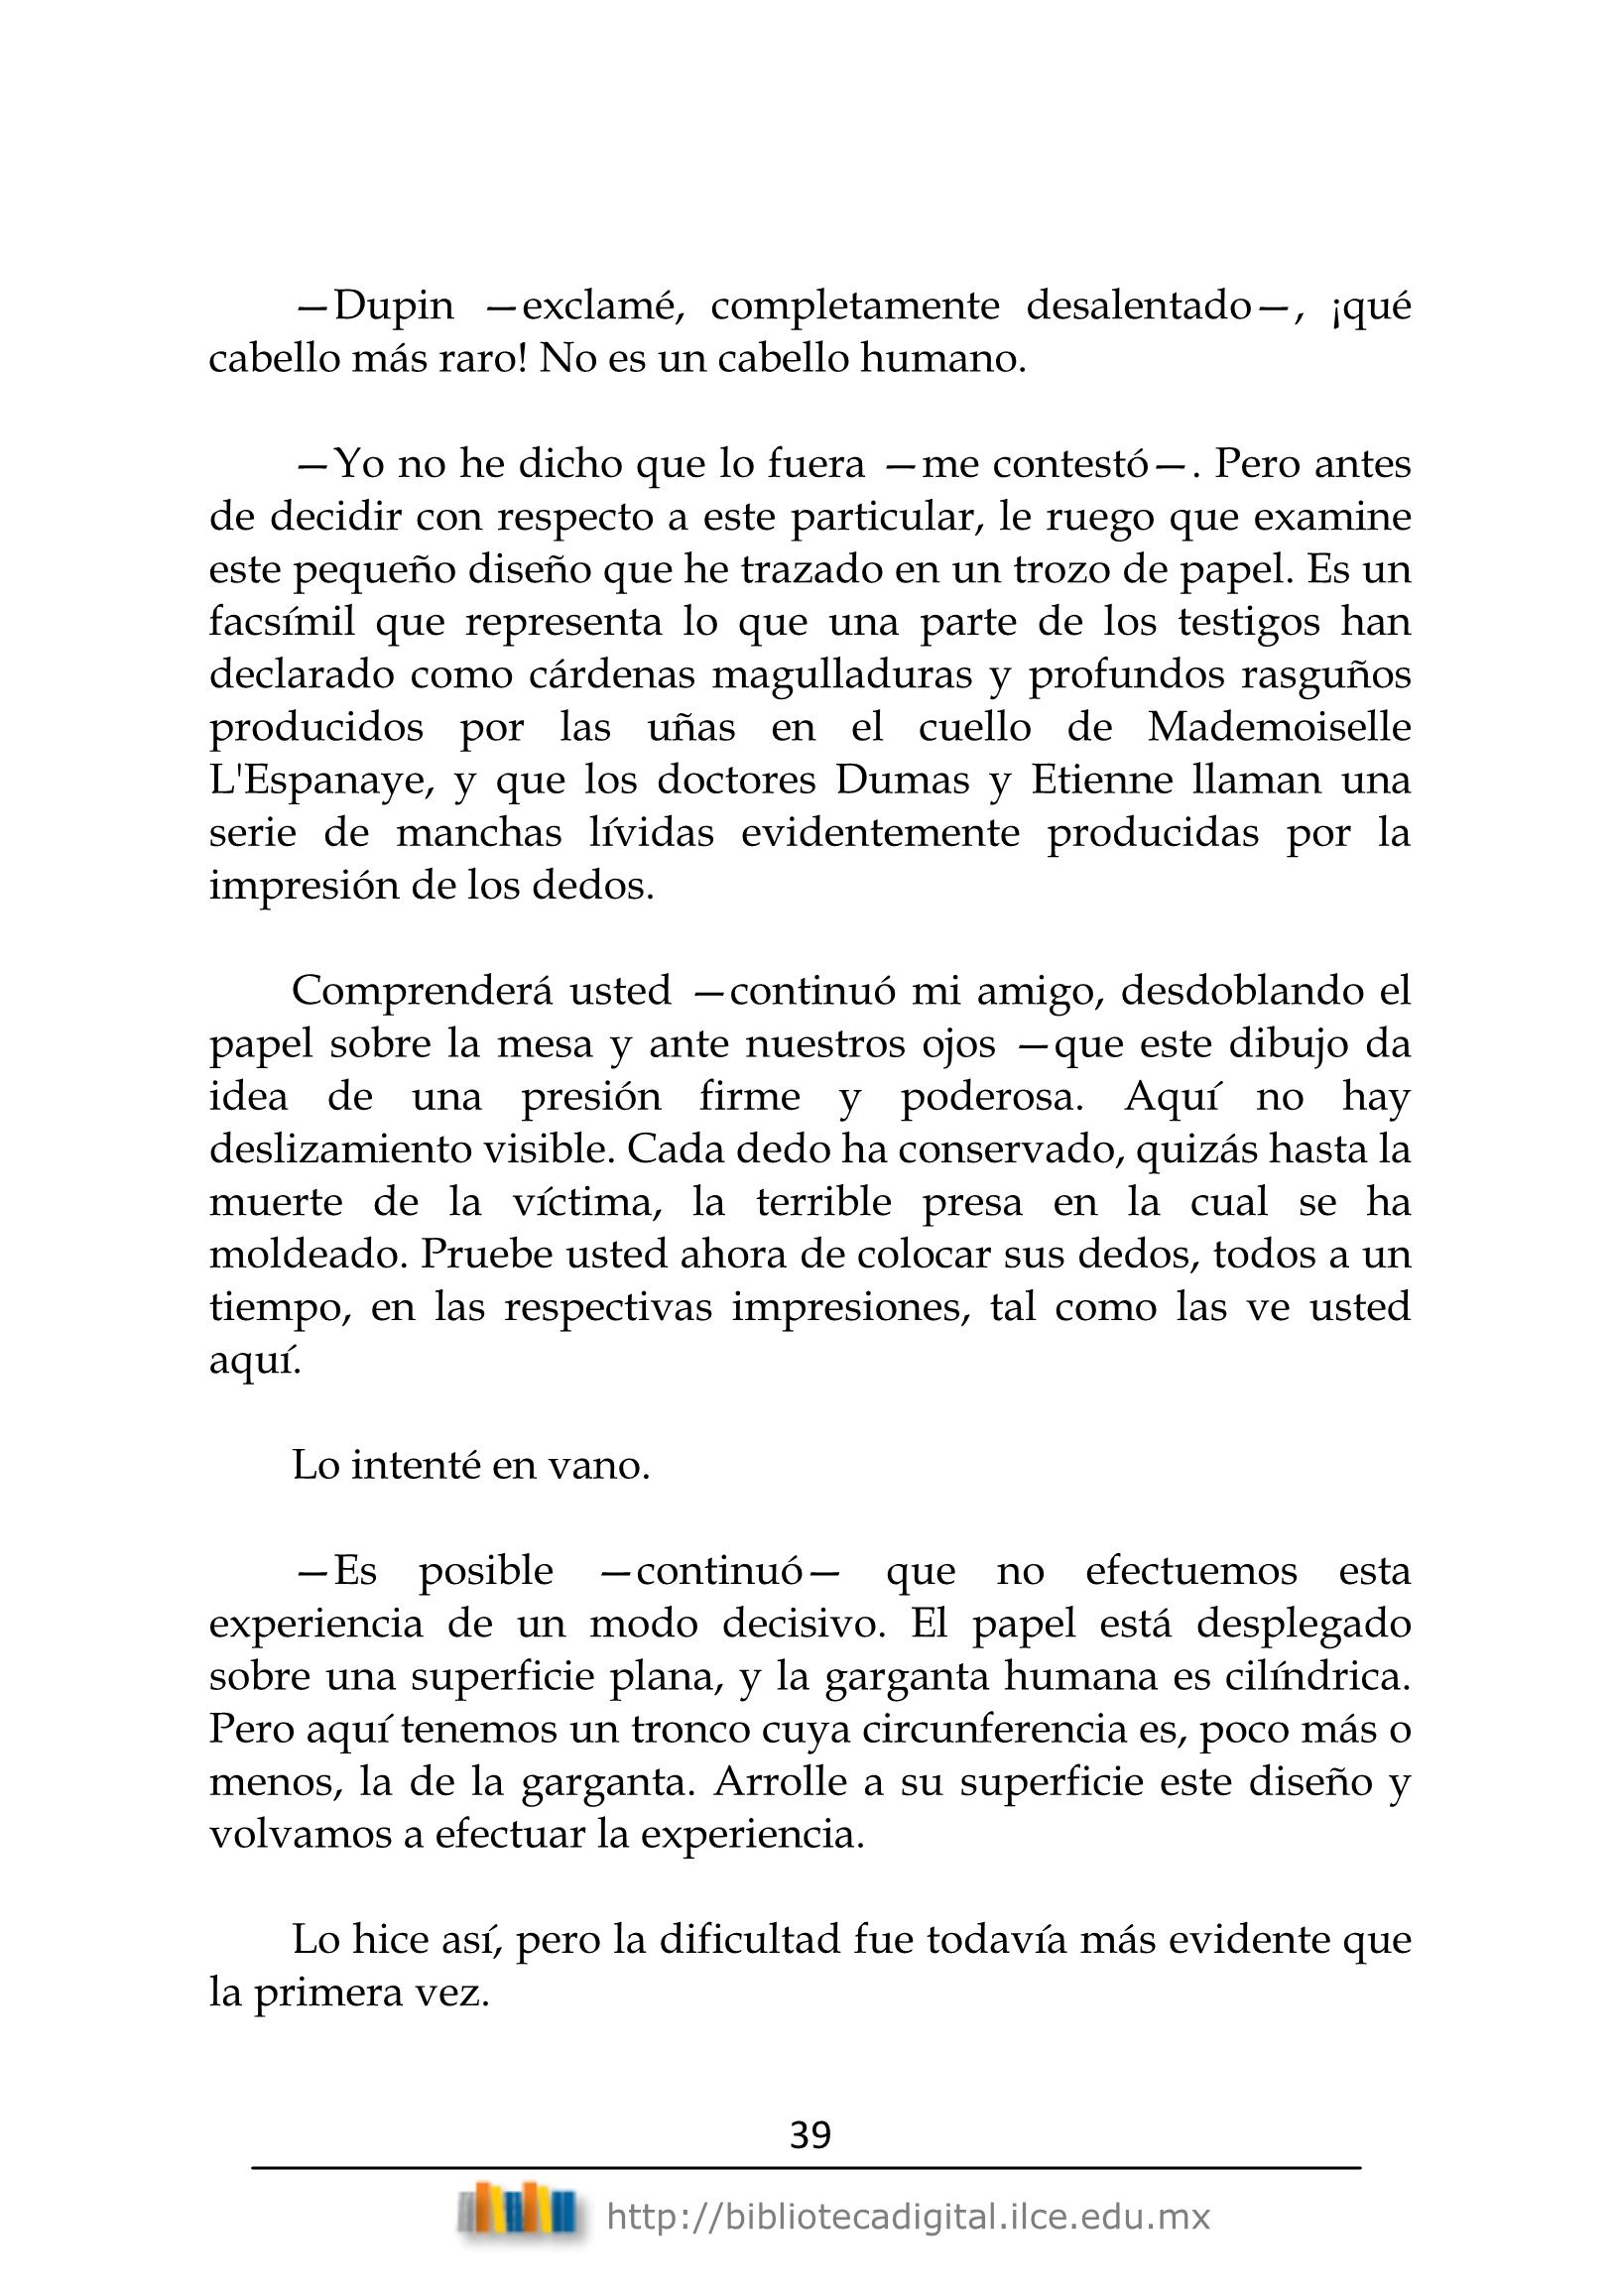 —Dupin —exclamé, completamente desalentado—, ¡qué
cabello más raro! No es un cabello humano.
—Yo no he dicho que lo fuera —me contestó—. Pero antes
de decidir con respecto a este particular, le ruego que examine
este pequeño diseño que he trazado en un trozo de papel. Es un
facsímil que representa lo que una parte de los testigos han
declarado como cárdenas magulladuras y profundos rasguños
producidos por las uñas en el cuello de Mademoiselle
L'Espanaye, y que los doctores Dumas y Etienne llaman una
serie de manchas lívidas evidentemente producidas por la
impresión de los dedos.
Comprenderá usted —continuó mi amigo, desdoblando el
papel sobre la mesa y ante nuestros ojos —que este dibujo da
idea de una presión firme y poderosa. Aquí no hay
deslizamiento visible. Cada dedo ha conservado, quizás hasta la
muerte de la víctima, la terrible presa en la cual se ha
moldeado. Pruebe usted ahora de colocar sus dedos, todos a un
tiempo, en las respectivas impresiones, tal como las ve usted
aquí.
Lo intenté en vano.
—Es posible —continuó— que no efectuemos esta
experiencia de un modo decisivo. El papel está desplegado
sobre una superficie plana, y la garganta humana es cilíndrica.
Pero aquí tenemos un tronco cuya circunferencia es, poco más o
menos, la de la garganta. Arrolle a su superficie este diseño y
volvamos a efectuar la experiencia.
Lo hice así, pero la dificultad fue todavía más evidente que
la primera vez.
39
http://bibliotecadigital.ilce.edu.mx